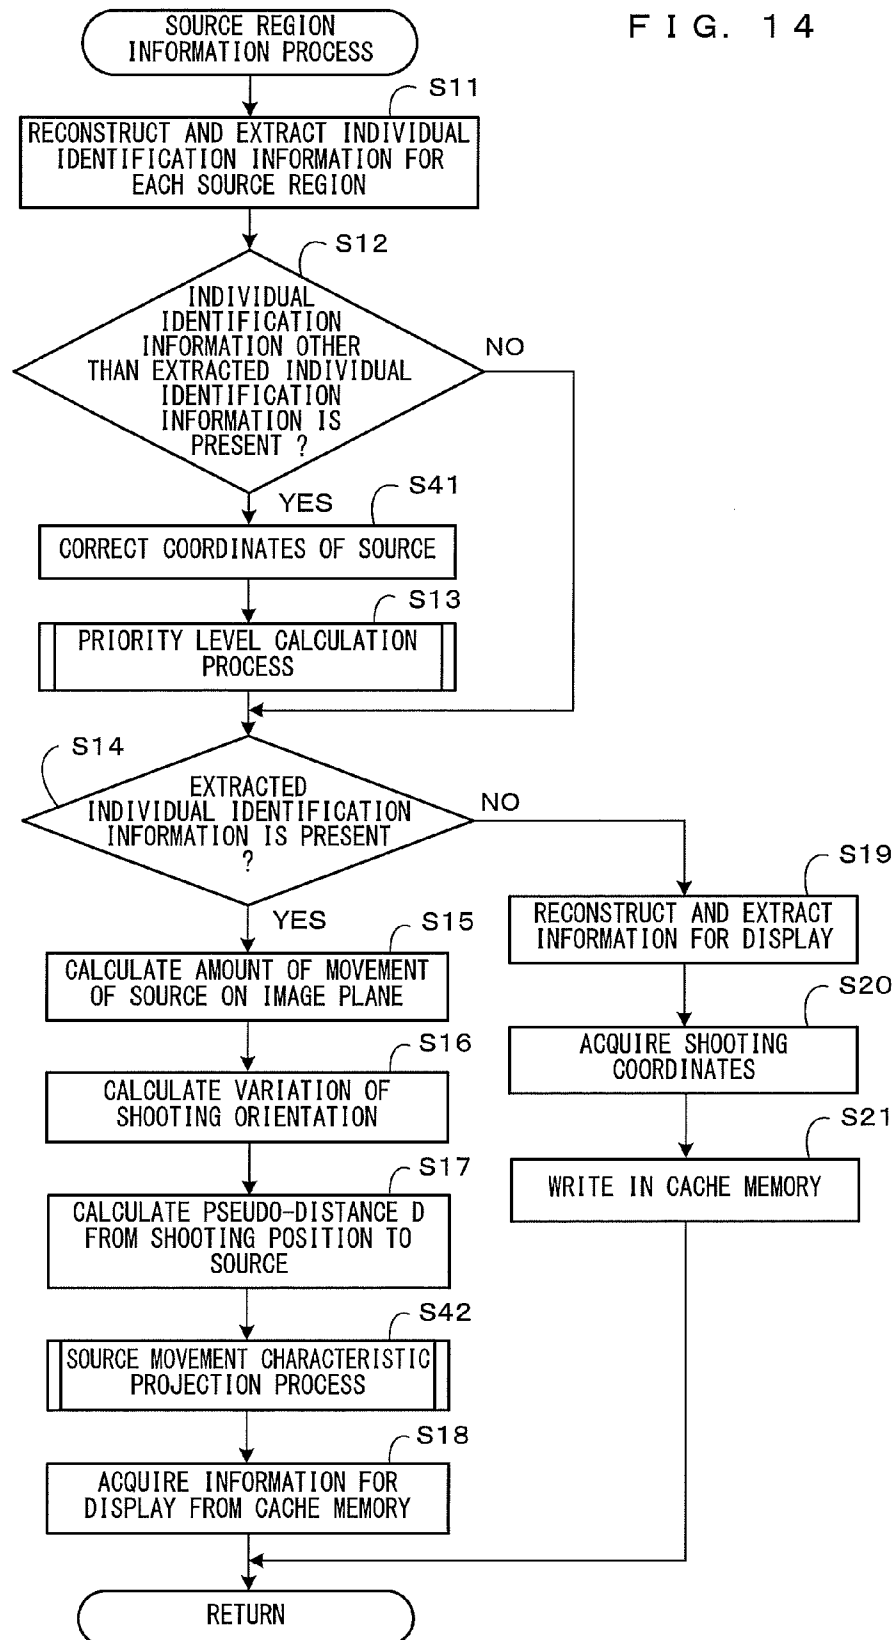 F I G. 14
SOURCE REGION
INFORMATION PROCESS
S11
RECONSTRUCT AND EXTRACT INDIVIDUAL
IDENTIFICATION INFORMATION FOR
EACH SOURCE REGION
S12
INDIVIDUAL
IDENTIFICATION
INFORMATION OTHER
THAN EXTRACTED INDIVIDUAL
IDENTIFICATION
INFORMATION IS
PRESENT ?
NO
YES
S41
CORRECT COORDINATES OF SOURCE
S13
PRIORITY LEVEL CALCULATION
PROCESS
S14
EXTRACTED
INDIVIDUAL IDENTIFICATION
INFORMATION IS PRESENT
?
NO
YES
S15
CALCULATE AMOUNT OF MOVEMENT
OF SOURCE ON IMAGE PLANE
S16
CALCULATE VARIATION OF
SHOOTING ORIENTATION
S17
CALCULATE PSEUDO-DISTANCE D
FROM SHOOTING POSITION TO
SOURCE
S42
SOURCE MOVEMENT CHARACTERISTIC
PROJECTION PROCESS
S18
ACQUIRE INFORMATION FOR
DISPLAY FROM CACHE MEMORY
S19
RECONSTRUCT AND EXTRACT
INFORMATION FOR DISPLAY
S20
ACQUIRE SHOOTING
COORDINATES
S21
WRITE IN CACHE MEMORY
RETURN